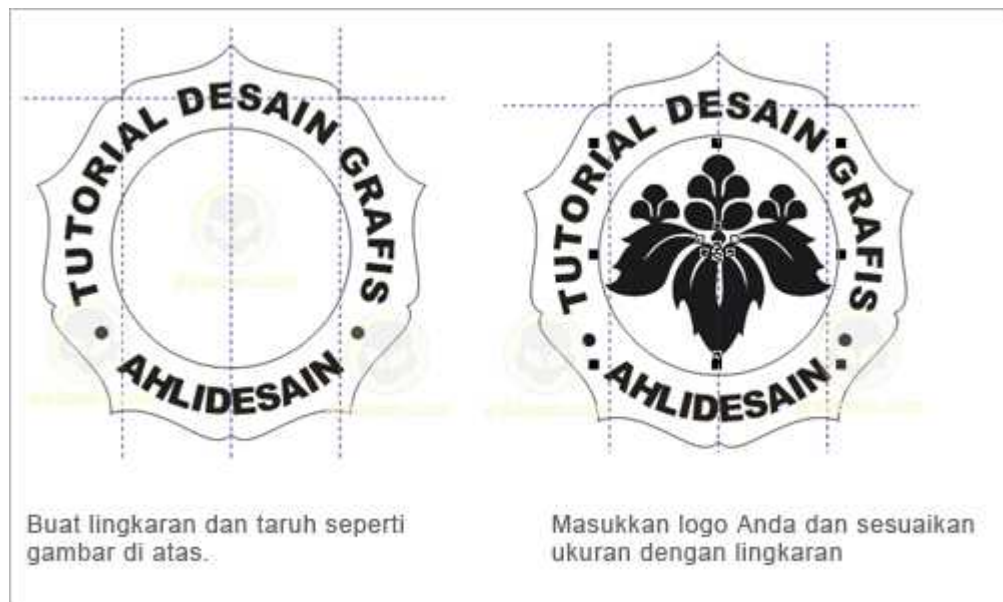 TUTORIAL DESAIN GRAFIS
AHLIDESAIN
TUTORIAL DESAIN GRAFIS
AHLIDESAIN
Buat lingkaran dan taruh seperti
gambar di atas.
Masukkan logo Anda dan sesuaikan
ukuran dengan lingkaran